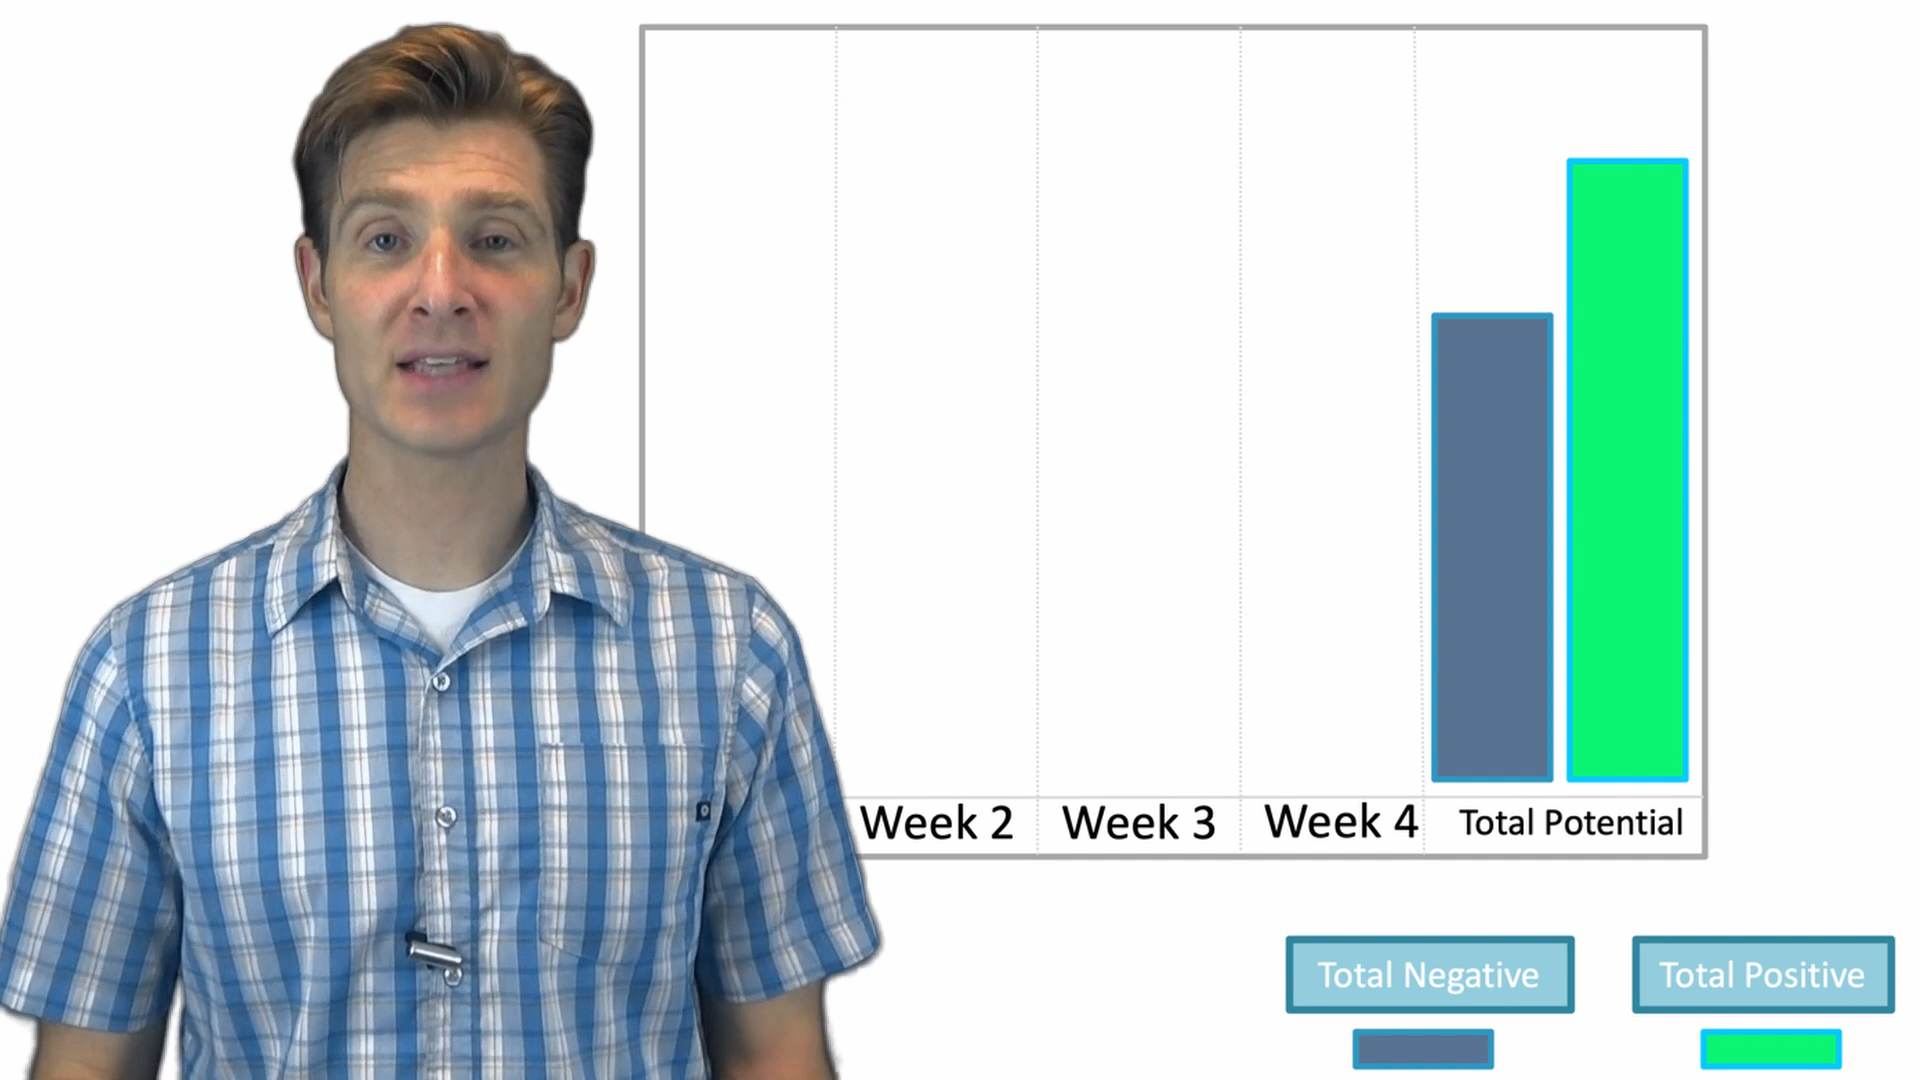 Week 2
Week 3
Week 4
Total Potential
Total Negative
Total Positive